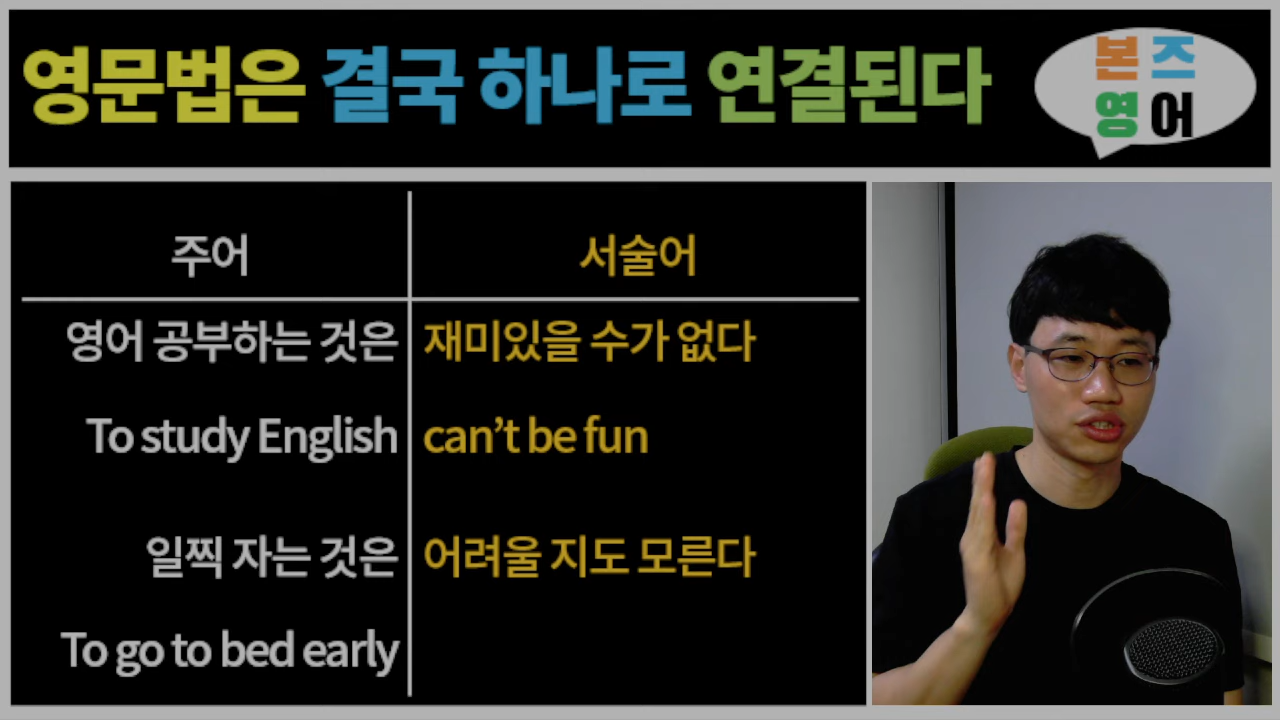 영문법은 결국 하나로 연결된다
본즈
영어
주어
서술어
영어 공부하는 것은
재미있을 수가 없다
To study English
can't be fun
일찍 자는 것은
어려울 지도 모른다
To go to bed early